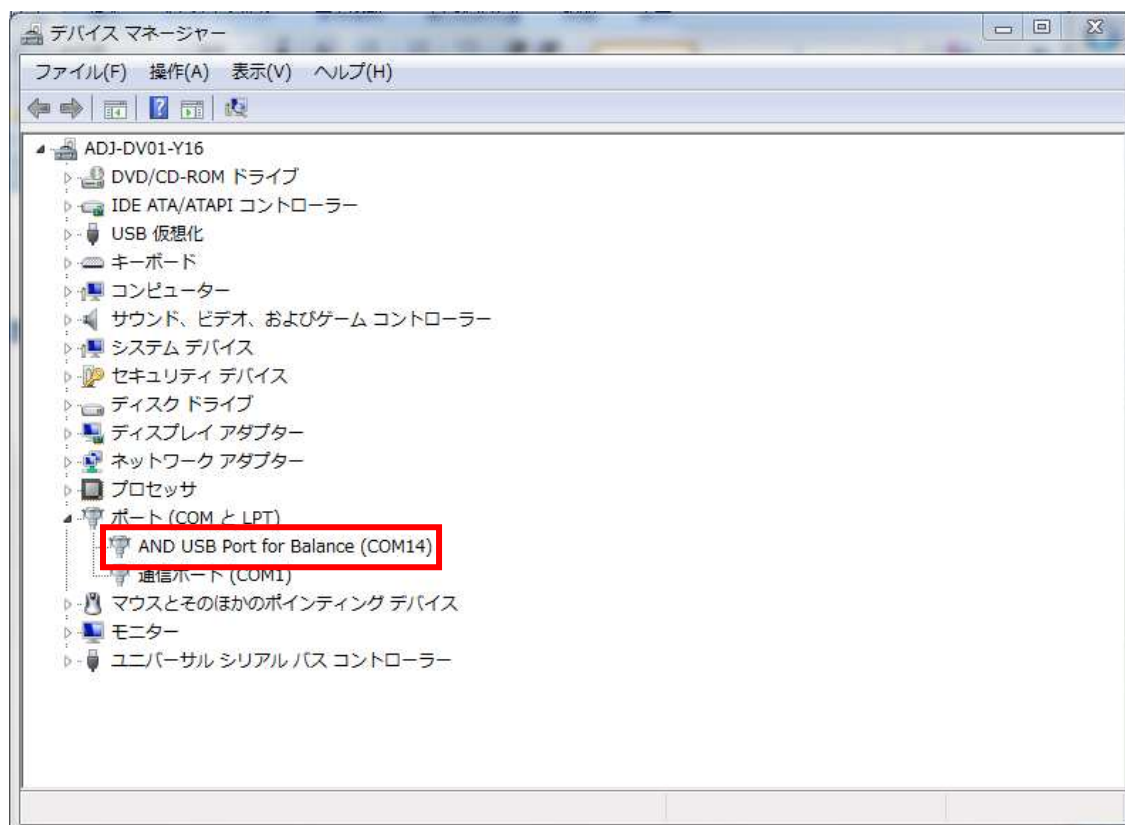 デバイス マネージャー
ファイル(F) 操作(A) 表示(V) ヘルプ(H)
ADJ-DV01-Y16
DVD/CD-ROM ドライブ
IDE ATA/ATAPI コントローラー
USB 仮想化
キーボード
コンピューター
サウンド、ビデオ、およびゲーム コントローラー
システム デバイス
セキュリティ デバイス
ディスク ドライブ
ディスプレイ アダプター
ネットワーク アダプター
プロセッサ
ポート (COM と LPT)
AND USB Port for Balance (COM14)
通信ポート (COM1)
マウスとそのほかのポインティング デバイス
モニター
ユニバーサル シリアル バス コントローラー